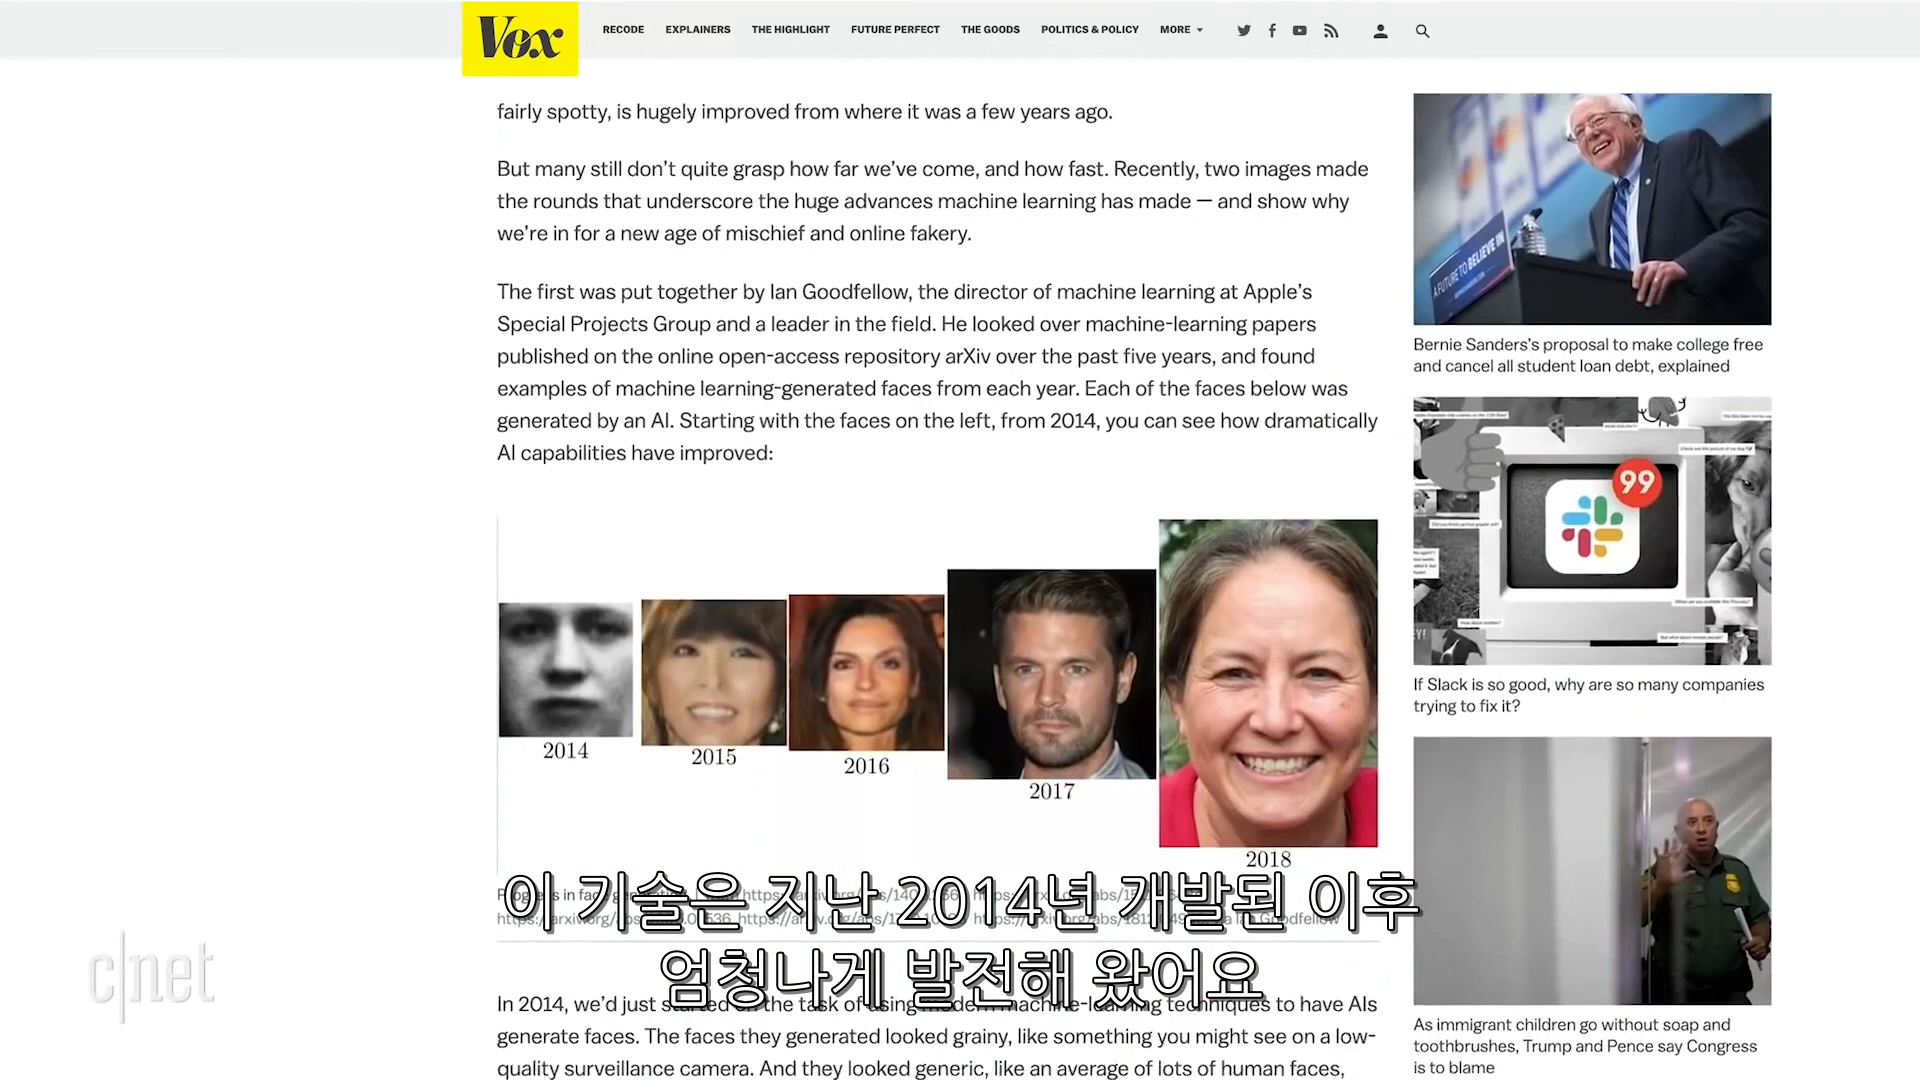 Vox
RECODE EXPLAINERS THE HIGHLIGHT FUTURE PERFECT THE GOODS POLITICS & POLICY MORE
fairly spotty, is hugely improved from where it was a few years ago.
But many still don't quite grasp how far we've come, and how fast. Recently, two images made
the rounds that underscore the huge advances machine learning has made — and show why
we're in for a new age of mischief and online fakery.
The first was put together by Ian Goodfellow, the director of machine learning at Apple's
Special Projects Group and a leader in the field. He looked over machine-learning papers
published on the online open-access repository arXiv over the past five years, and found
examples of machine learning-generated faces from each year. Each of the faces below was
generated by an AI. Starting with the faces on the left, from 2014, you can see how dramatically
AI capabilities have improved:
2014
2015
2016
2017
2018
이 기술은 지난 2014년 개발된 이후
엄청나게 발전해 왔어요
In 2014, we'd just started on the task of using modern machine-learning techniques to have AIs
generate faces. The faces they generated looked grainy, like something you might see on a low-
quality surveillance camera. And they looked generic, like an average of lots of human faces,
A FUTURE TO BELIEVE IN
Bernie Sanders's proposal to make college free
and cancel all student loan debt, explained
99
If Slack is so good, why are so many companies
trying to fix it?
As immigrant children go without soap and
toothbrushes, Trump and Pence say Congress
is to blame
c|net